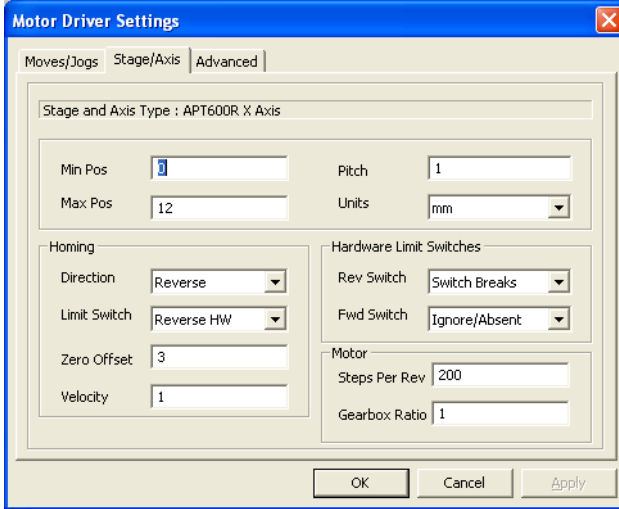 Motor Driver Settings
Moves/Jogs Stage/Axis Advanced
Stage and Axis Type : APT600R X Axis
Min Pos 0 Pitch 1
Max Pos 12 Units mm
Homing
Direction Reverse
Limit Switch Reverse HW
Zero Offset 3
Velocity 1
Hardware Limit Switches
Rev Switch Switch Breaks
Fwd Switch Ignore/Absent
Motor
Steps Per Rev 200
Gearbox Ratio 1
OK Cancel Apply